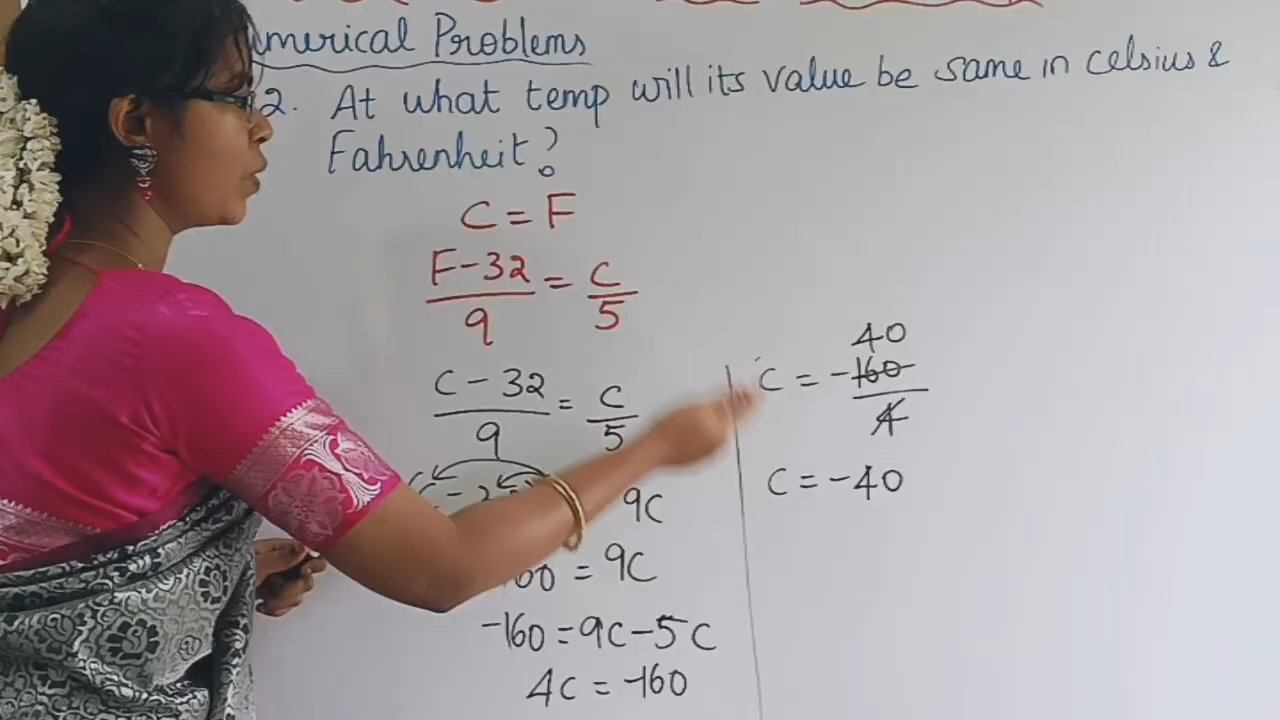 Numerical Problems
2. At what temp will its value be same in celsius &
Fahrenheit?
C = F
F-32/9 = C/5
C-32/9 = C/5
9C
= 9C
-160 = 9C-5C
4C = -160
40
C = -160/4
C = -40